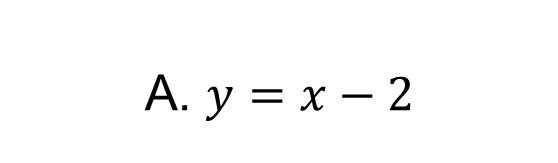 A. y = x − 2